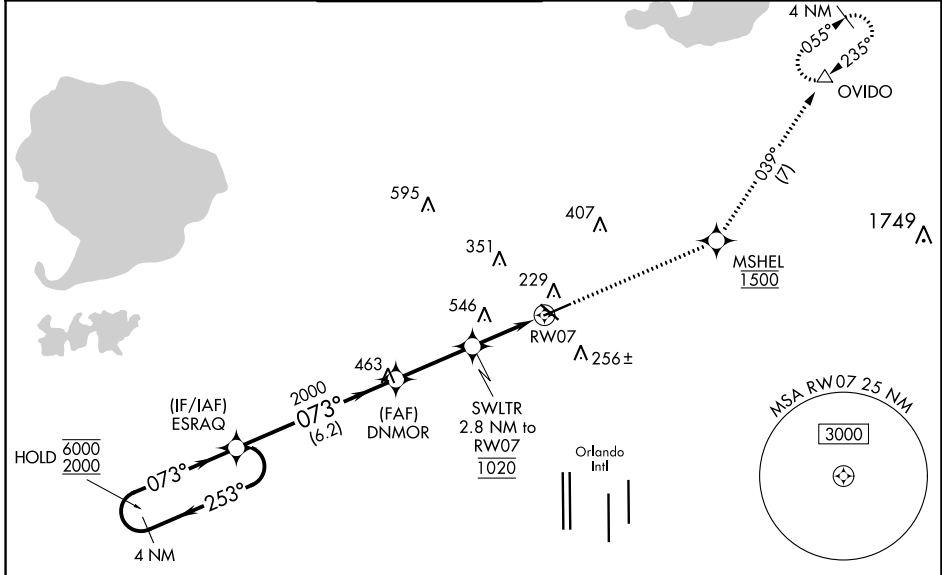 4 NM
055°
235°
OVIDO
039°
(7)
595
407
1749
351
MSHEL
1500
229
546
RW07
256±
463
2000
073°
(6.2)
(IF/IAF)
ESRAQ
(FAF)
DNMOR
SWLTR
2.8 NM to
RW07
1020
MSA RW07 25 NM
3000
HOLD
6000
2000
073°
253°
4 NM
Orlando
Intl